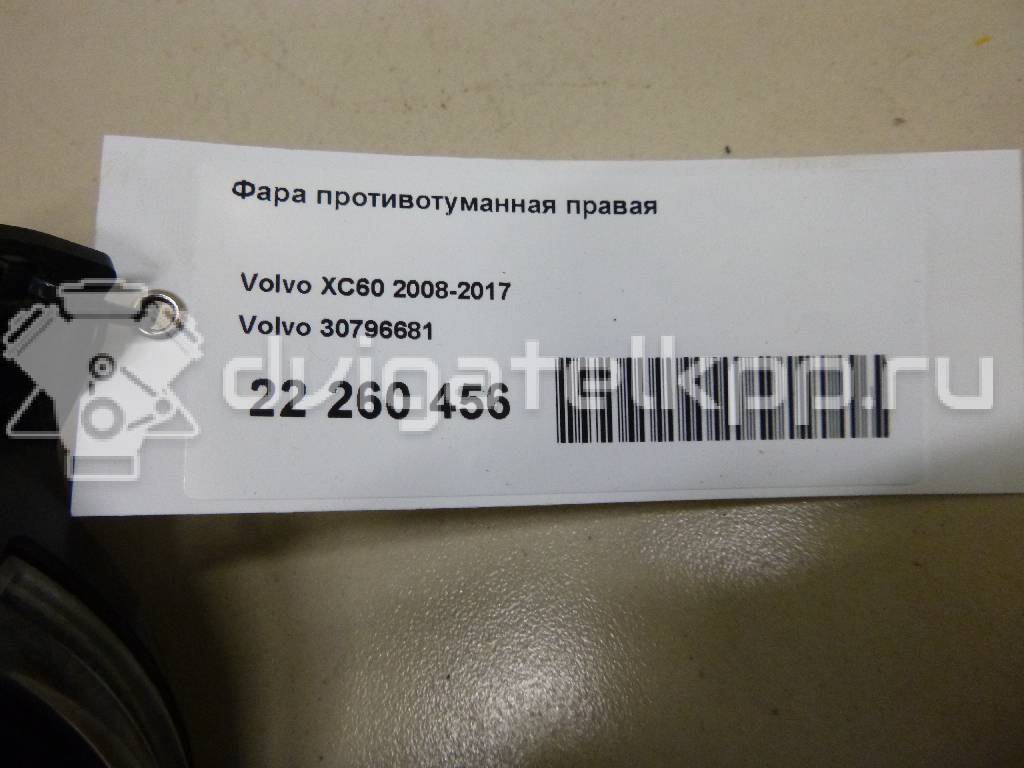 Фара противотуманная правая
Volvo XC60 2008-2017
Volvo 30796681
22 260 456
dvigatelkpp.ru